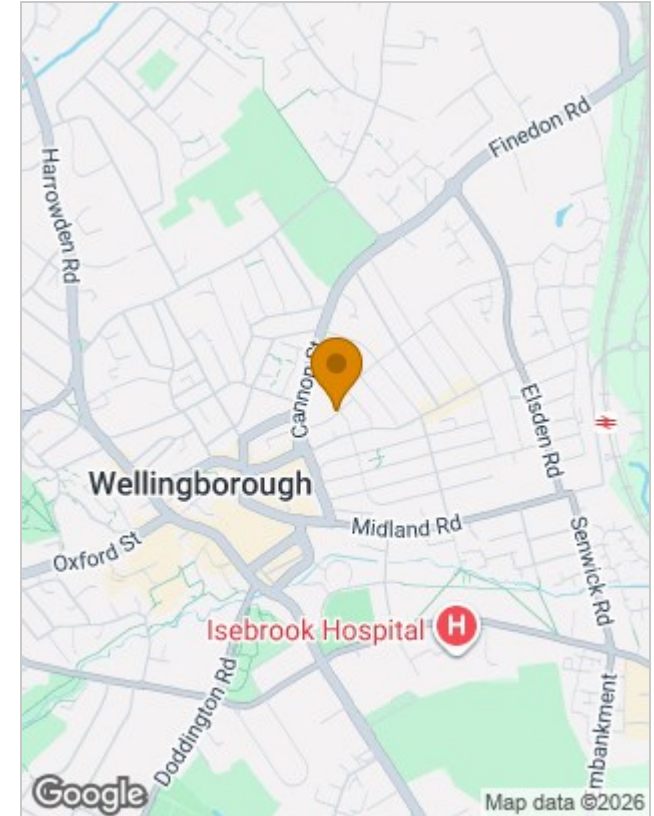 Finedon Rd
Harrowden Rd
Cannon St
Elsden Rd
Wellingborough
Midland Rd
Oxford St
Senwick Rd
Isebrook Hospital H
Doddington Rd
mbankment
Google
Map data ©2026